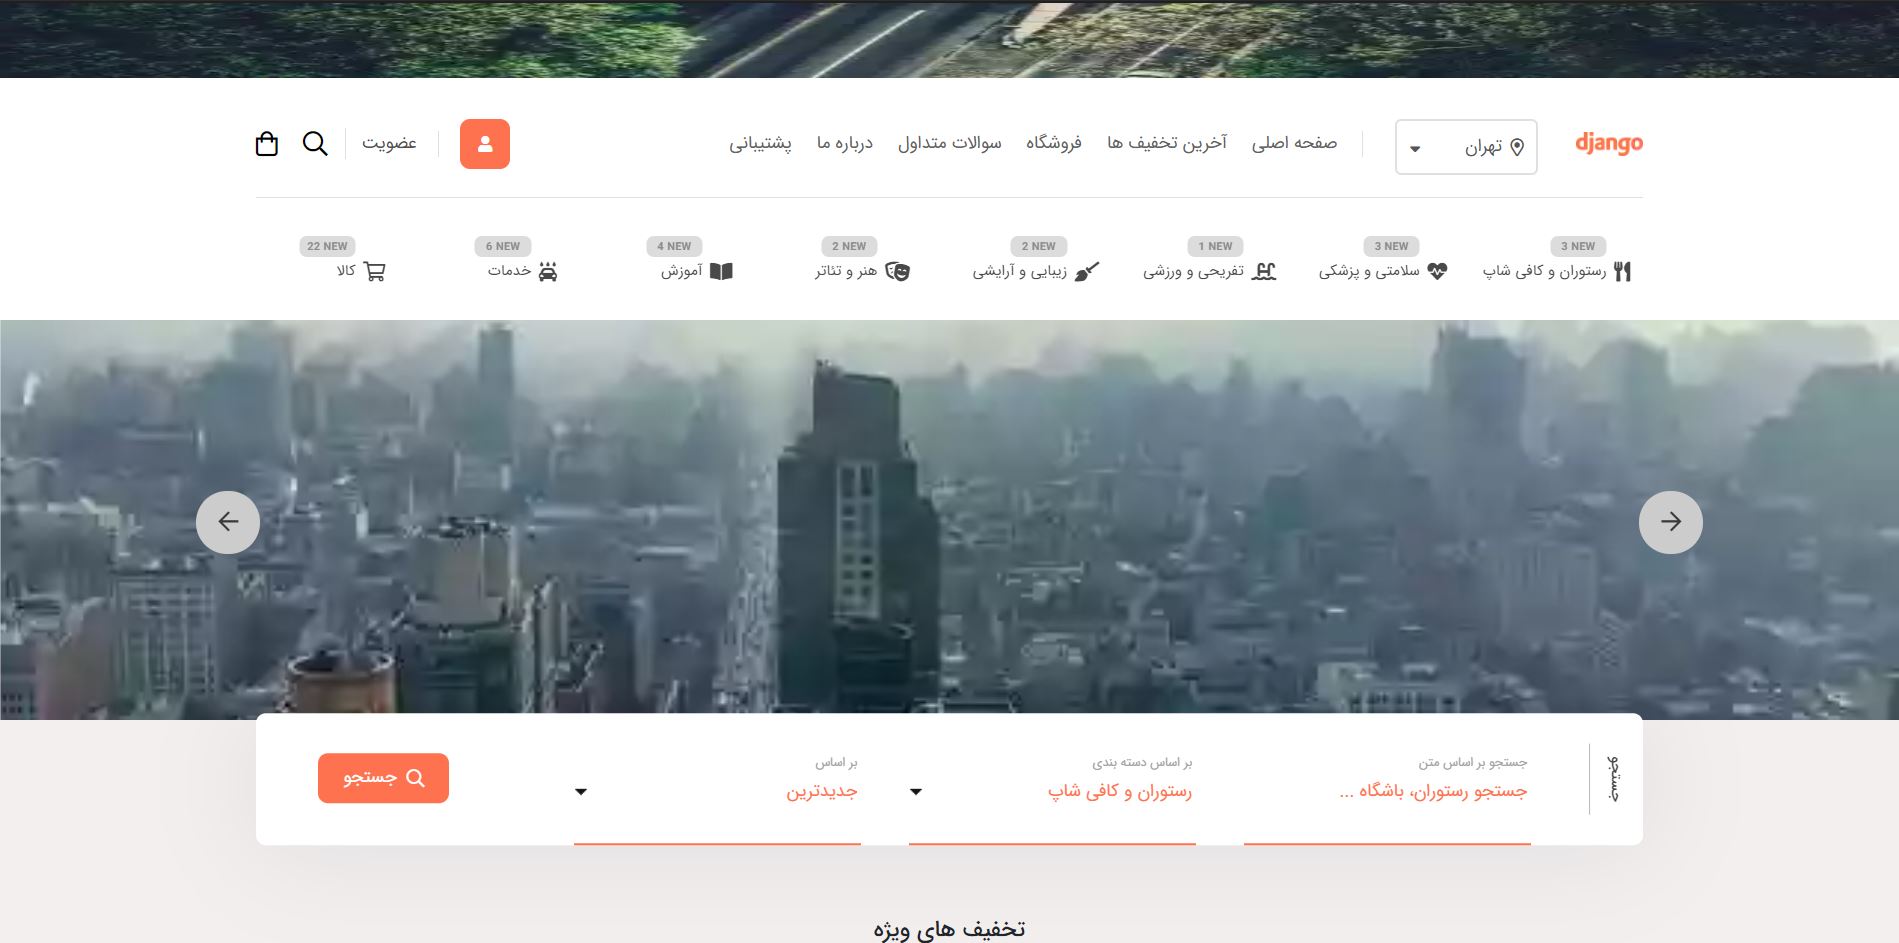 django
تهران
صفحه اصلی آخرین تخفیف ها فروشگاه سوالات متداول درباره ما پشتیبانی
عضویت
3 NEW 3 NEW 1 NEW 2 NEW 2 NEW 4 NEW 6 NEW 22 NEW
رستوران و کافی شاپ سلامتی و پزشکی تفریحی و ورزشی زیبایی و آرایشی هنر و تئاتر آموزش خدمات کالا
جستجو
جستجو بر اساس متن بر اساس دسته بندی بر اساس
جستجو رستوران، باشگاه ... رستوران و کافی شاپ جدیدترین
جستجو
تخفیف های ویژه